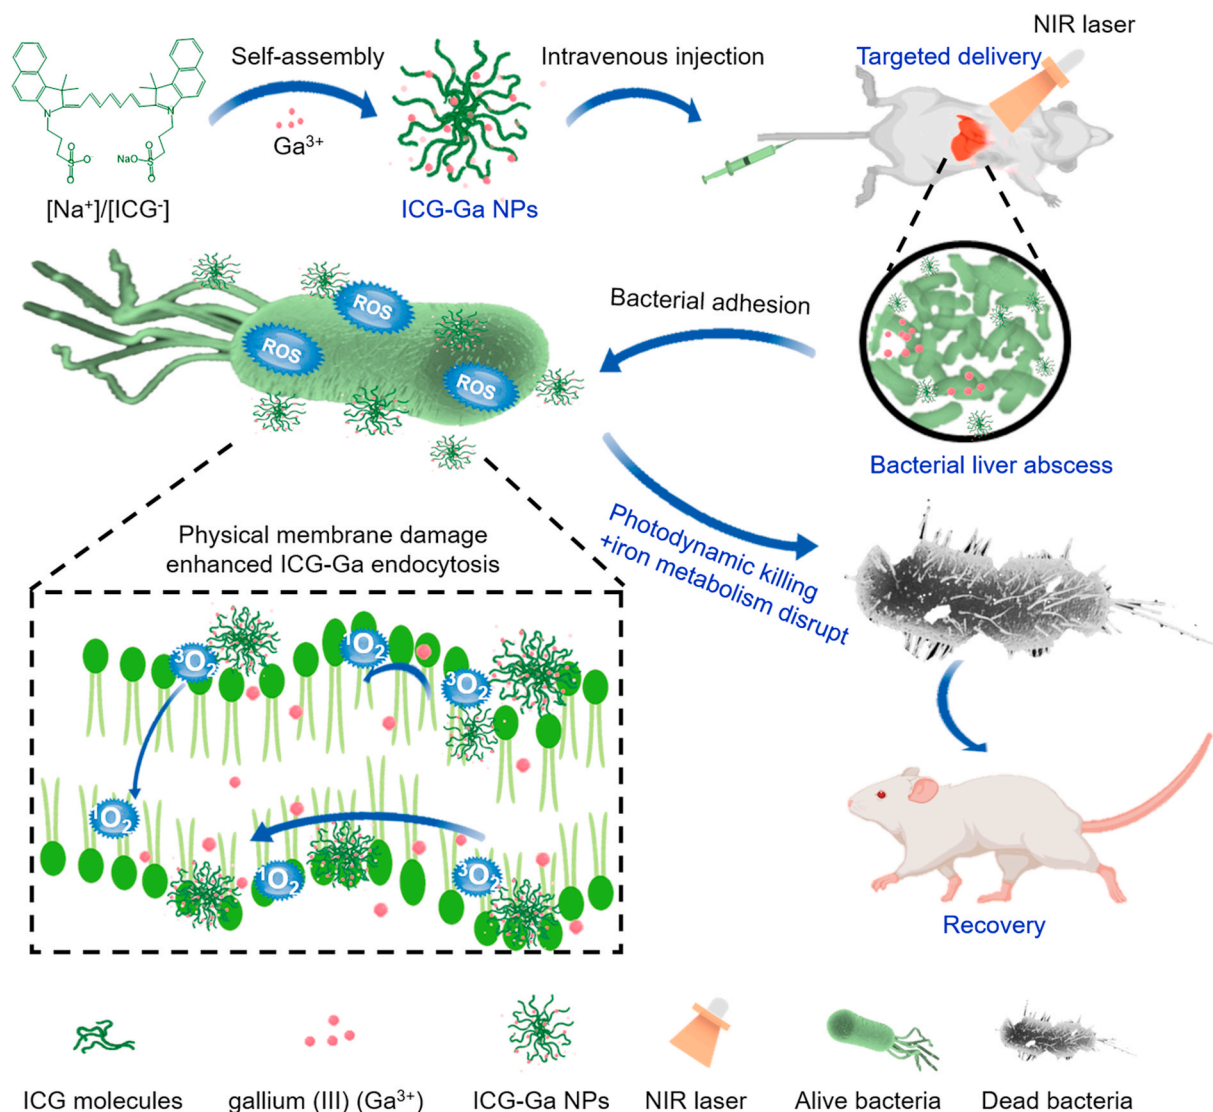 NIR laser
Self-assembly
Intravenous injection
Targeted delivery
Ga³⁺
N
N
S
O⁻
O
O
NaO
S
O
O
[Na⁺]/[ICG⁻]
ICG-Ga NPs
ROS
ROS
ROS
Bacterial adhesion
Bacterial liver abscess
Physical membrane damage
enhanced ICG-Ga endocytosis
Photodynamic killing
+iron metabolism disrupt
³O₂
¹O₂
³O₂
¹O₂
¹O₂
³O₂
Recovery
ICG molecules
gallium (III) (Ga³⁺)
ICG-Ga NPs
NIR laser
Alive bacteria
Dead bacteria